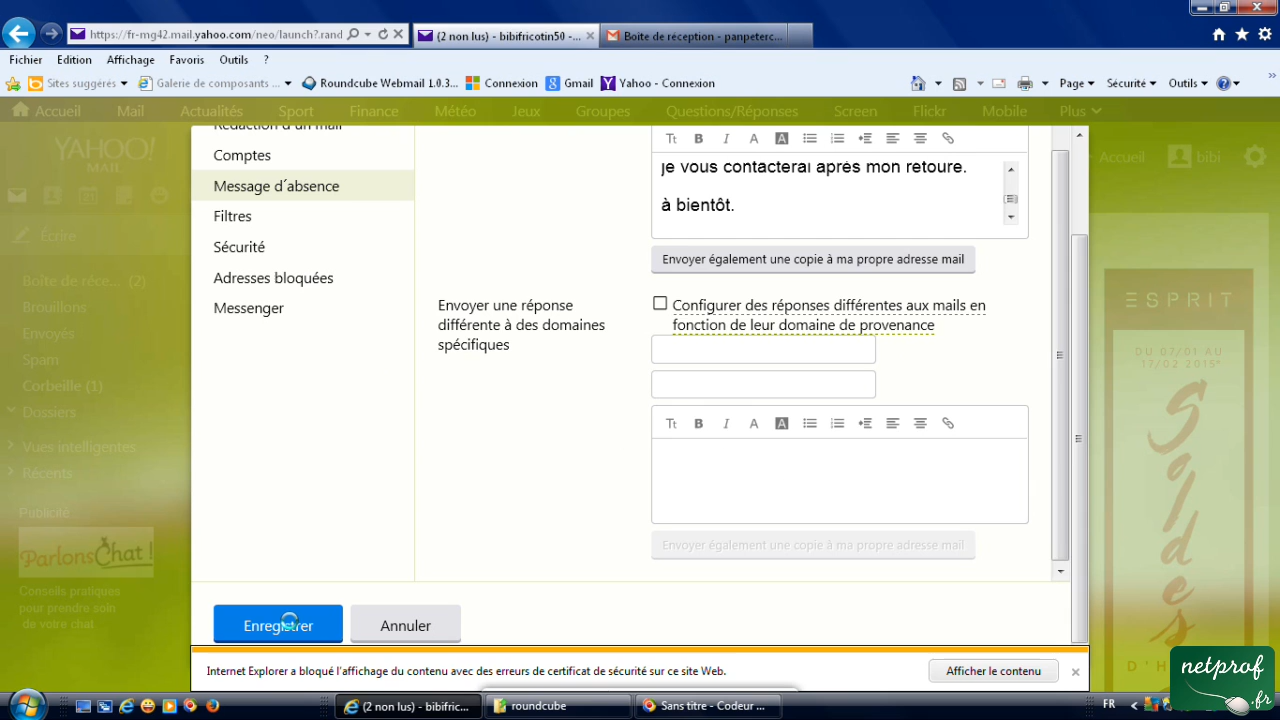 https://fr-mg42.mail.yahoo.com/neo/launch?.rand
(2 non lus) - bibifricotin50 -...
Boîte de réception - panpeterc...
Fichier Edition Affichage Favoris Outils ?
Sites suggérés
Galerie de composants ...
Roundcube Webmail 1.0.3...
Connexion
Gmail
Yahoo - Connexion
Page
Sécurité
Outils
Accueil Mail Actualités Sport Finance Météo Jeux Groupes Questions/Réponses Screen Flickr Mobile Plus
YAHOO!
MAIL
Accueil
bibi
Écrire
Boîte de réce... (2)
Brouillons
Envoyés
Spam
Corbeille (1)
Dossiers
Vues intelligentes
Récents
Publicité
ParlonsChat !
Conseils pratiques
pour prendre soin
de votre chat
Rédaction d'un mail
Comptes
Message d´absence
Filtres
Sécurité
Adresses bloquées
Messenger
Tt B I A A
je vous contacterai après mon retoure.
à bientôt.
Envoyer également une copie à ma propre adresse mail
Envoyer une réponse
différente à des domaines
spécifiques
Configurer des réponses différentes aux mails en
fonction de leur domaine de provenance
Tt B I A A
Envoyer également une copie à ma propre adresse mail
Enregistrer
Annuler
ESPRIT
DU 07/01 AU
17/02 2015*
Soldes
D'H
Internet Explorer a bloqué l'affichage du contenu avec des erreurs de certificat de sécurité sur ce site Web.
Afficher le contenu
netprof
.fr
(2 non lus) - bibifric...
roundcube
Sans titre - Codeur ...
FR